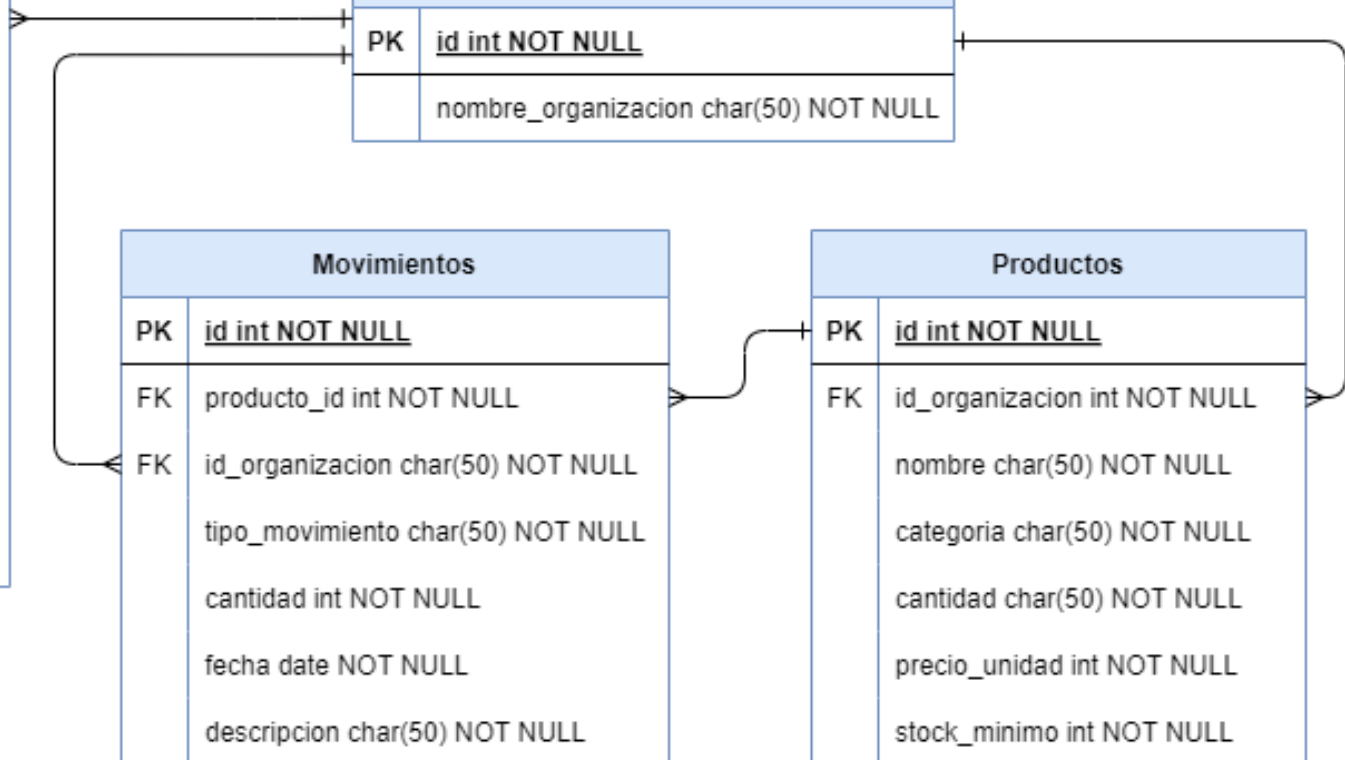 PK id int NOT NULL
nombre_organizacion char(50) NOT NULL
Movimientos
PK id int NOT NULL
FK producto_id int NOT NULL
FK id_organizacion char(50) NOT NULL
tipo_movimiento char(50) NOT NULL
cantidad int NOT NULL
fecha date NOT NULL
descripcion char(50) NOT NULL
Productos
PK id int NOT NULL
FK id_organizacion int NOT NULL
nombre char(50) NOT NULL
categoria char(50) NOT NULL
cantidad char(50) NOT NULL
precio_unidad int NOT NULL
stock_minimo int NOT NULL